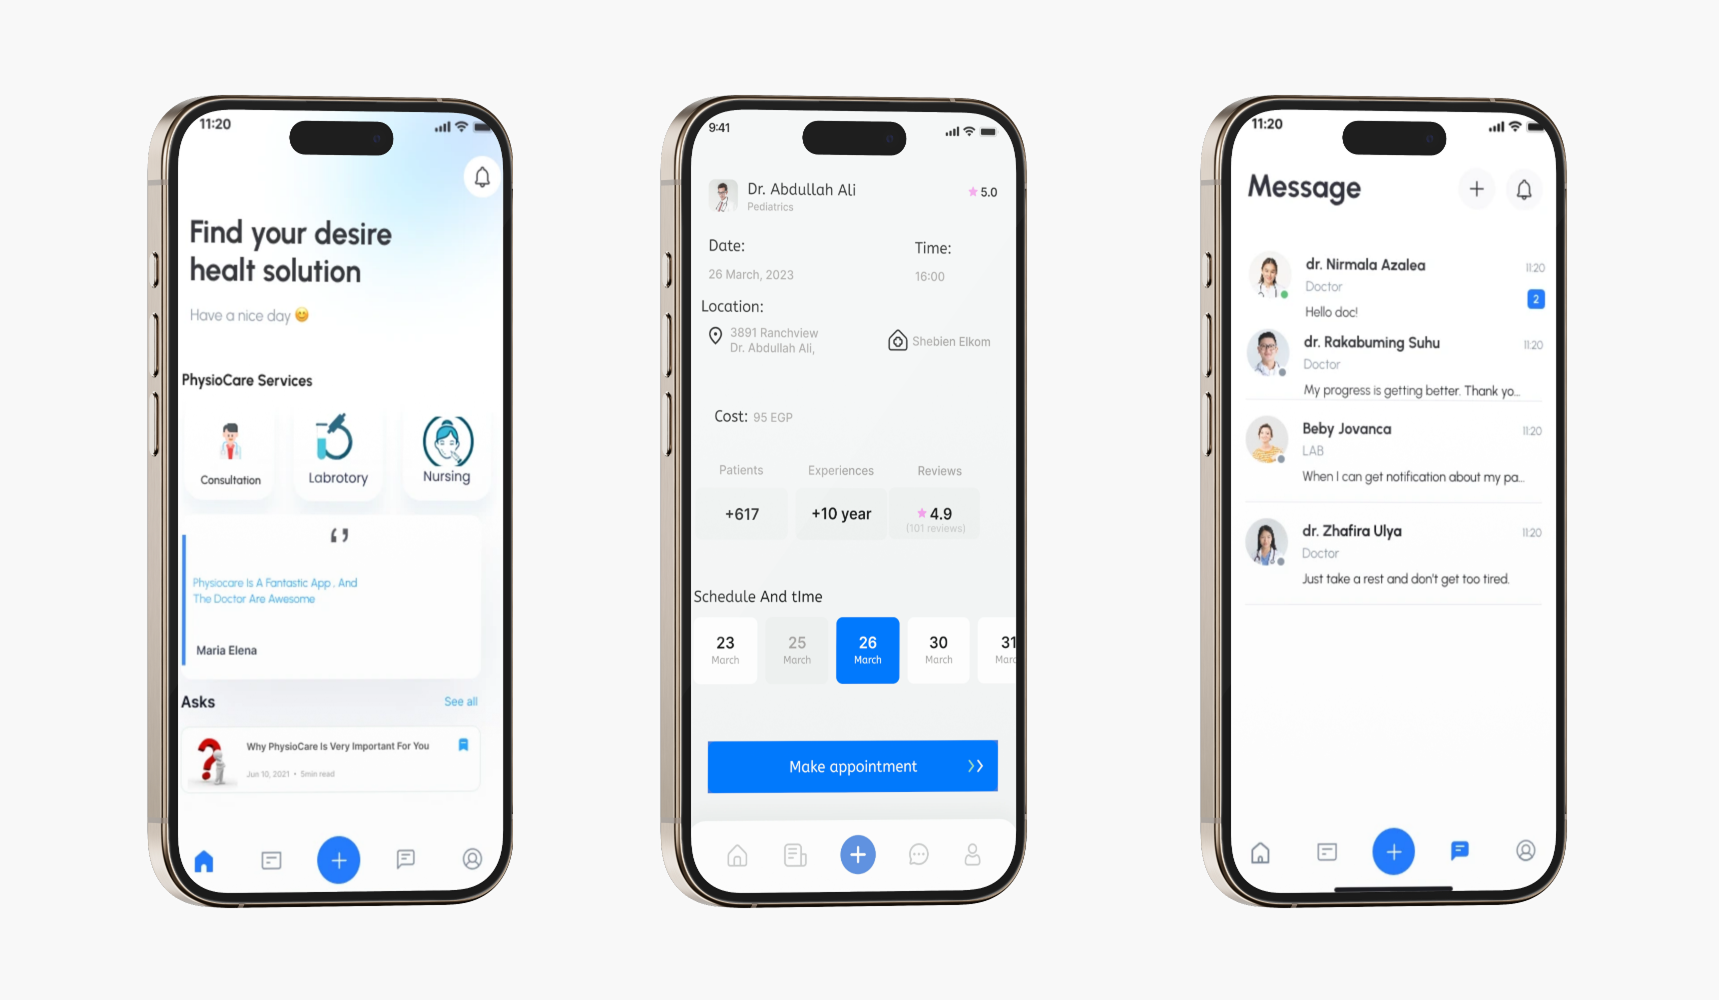 11:20
Find your desire
healt solution
Have a nice day 😊
PhysioCare Services
Consultation
Labrotory
Nursing
Physiocare Is A Fantastic App . And
The Doctor Are Awesome
Maria Elena
Asks
See all
Why PhysioCare Is Very Important For You
Jun 10, 2021 • 5min read
9:41
Dr. Abdullah Ali
Pediatrics
5.0
Date:
Time:
26 March, 2023
16:00
Location:
3891 Ranchview
Dr. Abdullah Ali,
Shebien Elkom
Cost: 95 EGP
Patients
Experiences
Reviews
+617
+10 year
4.9
(101 reviews)
Schedule And tIme
23
March
25
March
26
March
30
March
31
Marc
Make appointment
11:20
Message
dr. Nirmala Azalea
11:20
Doctor
2
Hello doc!
dr. Rakabuming Suhu
11:20
Doctor
My progress is getting better. Thank yo...
Beby Jovanca
11:20
LAB
When I can get notification about my pa...
dr. Zhafira Ulya
11:20
Doctor
Just take a rest and don't get too tired.